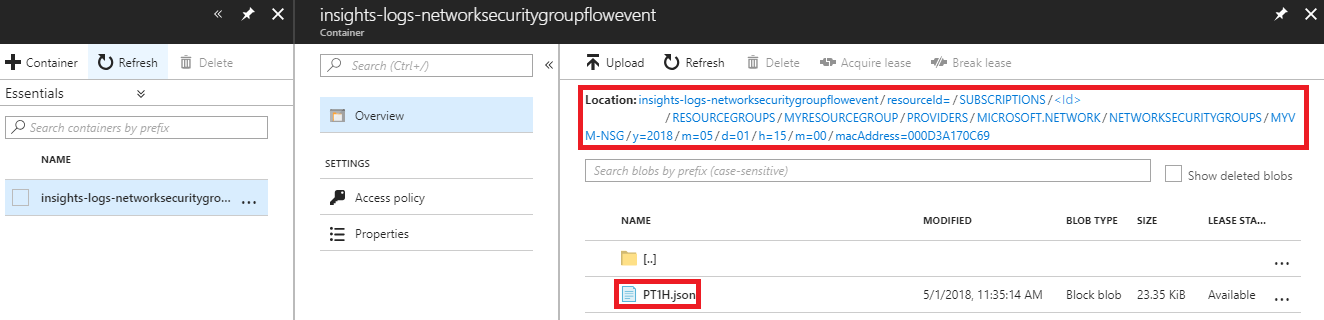 insights-logs-networksecuritygroupflowevent
Container
Container Refresh Delete
Essentials
Search containers by prefix
NAME
insights-logs-networksecuritygro... ...
Search (Ctrl+/)
Overview
SETTINGS
Access policy
Properties
Upload Refresh Delete Acquire lease Break lease
Location: insights-logs-networksecuritygroupflowevent / resourceId= / SUBSCRIPTIONS / <Id>
/ RESOURCEGROUPS / MYRESOURCEGROUP / PROVIDERS / MICROSOFT.NETWORK / NETWORKSECURITYGROUPS / MYV
M-NSG / y=2018 / m=05 / d=01 / h=15 / m=00 / macAddress=000D3A170C69
Search blobs by prefix (case-sensitive)
Show deleted blobs
NAME MODIFIED BLOB TYPE SIZE LEASE STA...
[..] ...
PT1H.json 5/1/2018, 11:35:14 AM Block blob 23.35 KiB Available ...